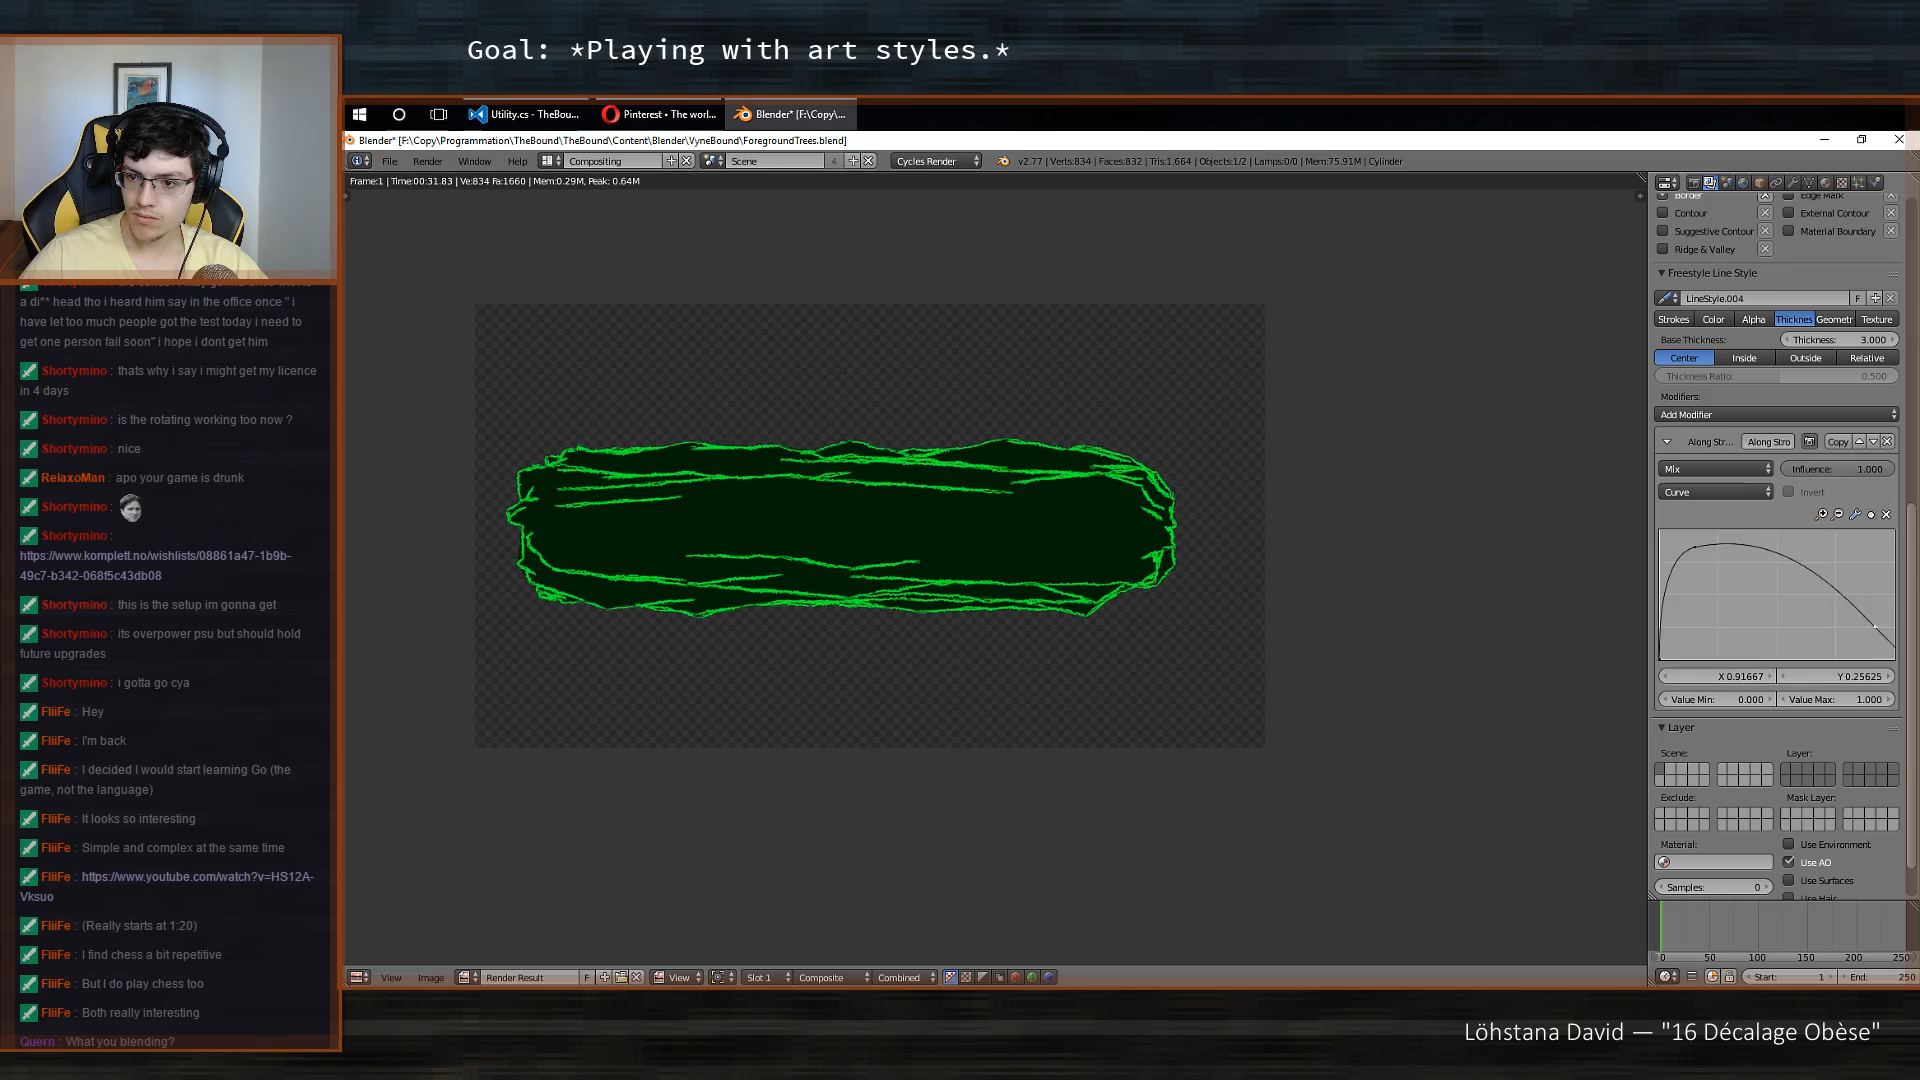 Goal: *Playing with art styles.*
Utility.cs - TheBou...
Pinterest • The worl...
Blender* [F:\Copy\...
Blender* [F:\Copy\Programmation\TheBound\TheBound\Content\Blender\VyneBound\ForegroundTrees.blend]
File Render Window Help Compositing Scene 4 Cycles Render v2.77 | Verts:834 | Faces:832 | Tris:1,664 | Objects:1/2 | Lamps:0/0 | Mem:75.91M | Cylinder
Frame:1 | Time:00:31.83 | Ve:834 Fa:1660 | Mem:0.29M, Peak: 0.64M
a di** head tho i heard him say in the office once " i
have let too much people got the test today i need to
get one person fail soon" i hope i dont get him
Shortymino : thats why i say i might get my licence
in 4 days
Shortymino : is the rotating working too now ?
Shortymino : nice
RelaxoMan : apo your game is drunk
Shortymino :
Shortymino :
https://www.komplett.no/wishlists/08861a47-1b9b-
49c7-b342-068f5c43db08
Shortymino : this is the setup im gonna get
Shortymino : its overpower psu but should hold
future upgrades
Shortymino : i gotta go cya
FliiFe : Hey
FliiFe : I'm back
FliiFe : I decided I would start learning Go (the
game, not the language)
FliiFe : It looks so interesting
FliiFe : Simple and complex at the same time
FliiFe : https://www.youtube.com/watch?v=HS12A-
Vksuo
FliiFe : (Really starts at 1:20)
FliiFe : I find chess a bit repetitive
FliiFe : But I do play chess too
FliiFe : Both really interesting
Quern : What you blending?
Border Edge Mark
Contour External Contour
Suggestive Contour Material Boundary
Ridge & Valley
Freestyle Line Style
LineStyle.004 F
Strokes Color Alpha Thicknes Geometr Texture
Base Thickness: Thickness: 3.000
Center Inside Outside Relative
Thickness Ratio: 0.500
Modifiers:
Add Modifier
Along Str... Along Stro Copy
Mix Influence: 1.000
Curve Invert
X 0.91667 Y 0.25625
Value Min: 0.000 Value Max: 1.000
Layer
Scene: Layer:
Exclude: Mask Layer:
Material: Use Environment
Use AO
Samples: 0 Use Surfaces
Use Hair
0 50 100 150 200 250
Start: 1 End: 250
View Image Render Result F View Slot 1 Composite Combined
Löhstana David — "16 Décalage Obèse"